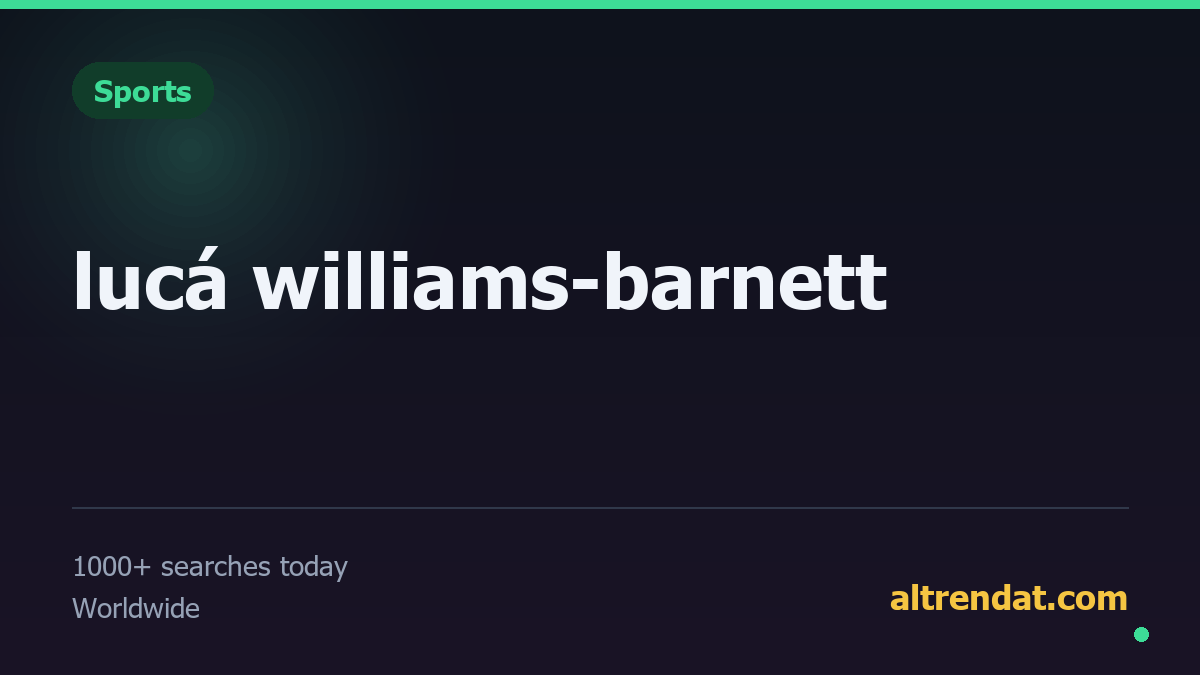 Sports
lucá williams-barnett
1000+ searches today
Worldwide
altrendat.com